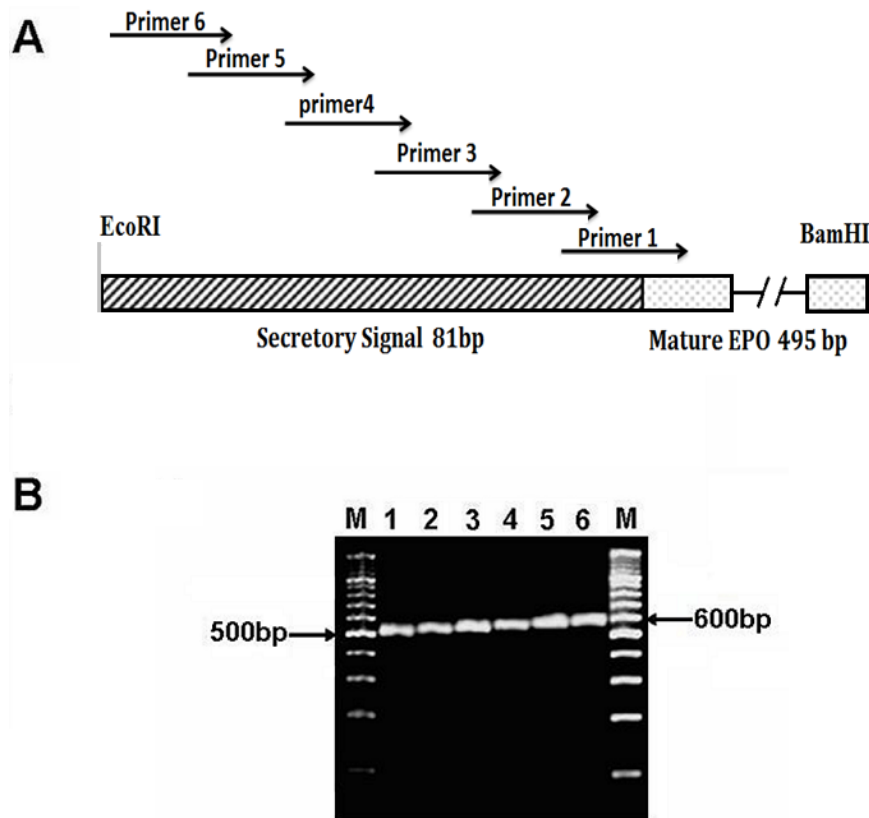 A
Primer 6
Primer 5
primer4
Primer 3
Primer 2
Primer 1
EcoRI
BamHI
Secretory Signal 81bp
Mature EPO 495 bp
B
M 1 2 3 4 5 6 M
500bp
600bp